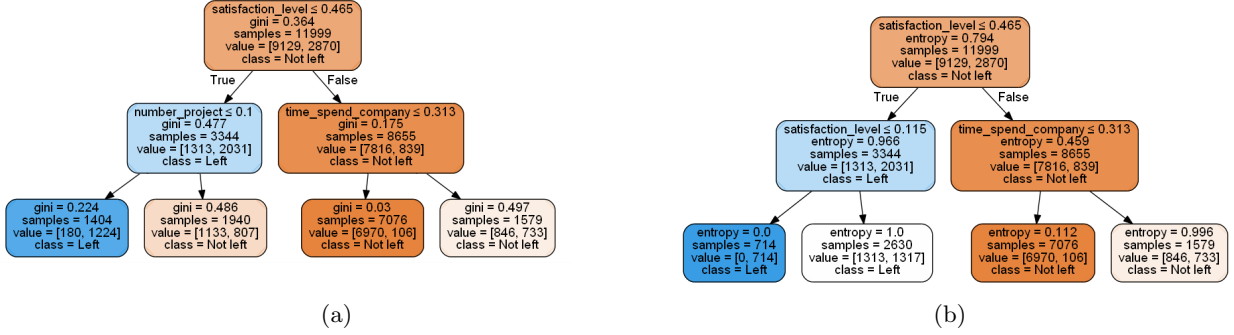 satisfaction_level ≤ 0.465
gini = 0.364
samples = 11999
value = [9129, 2870]
class = Not left
True
False
number_project ≤ 0.1
gini = 0.477
samples = 3344
value = [1313, 2031]
class = Left
time_spend_company ≤ 0.313
gini = 0.175
samples = 8655
value = [7816, 839]
class = Not left
gini = 0.224
samples = 1404
value = [180, 1224]
class = Left
gini = 0.486
samples = 1940
value = [1133, 807]
class = Not left
gini = 0.03
samples = 7076
value = [6970, 106]
class = Not left
gini = 0.497
samples = 1579
value = [846, 733]
class = Not left
(a)
satisfaction_level ≤ 0.465
entropy = 0.794
samples = 11999
value = [9129, 2870]
class = Not left
True
False
satisfaction_level ≤ 0.115
entropy = 0.966
samples = 3344
value = [1313, 2031]
class = Left
time_spend_company ≤ 0.313
entropy = 0.459
samples = 8655
value = [7816, 839]
class = Not left
entropy = 0.0
samples = 714
value = [0, 714]
class = Left
entropy = 1.0
samples = 2630
value = [1313, 1317]
class = Left
entropy = 0.112
samples = 7076
value = [6970, 106]
class = Not left
entropy = 0.996
samples = 1579
value = [846, 733]
class = Not left
(b)